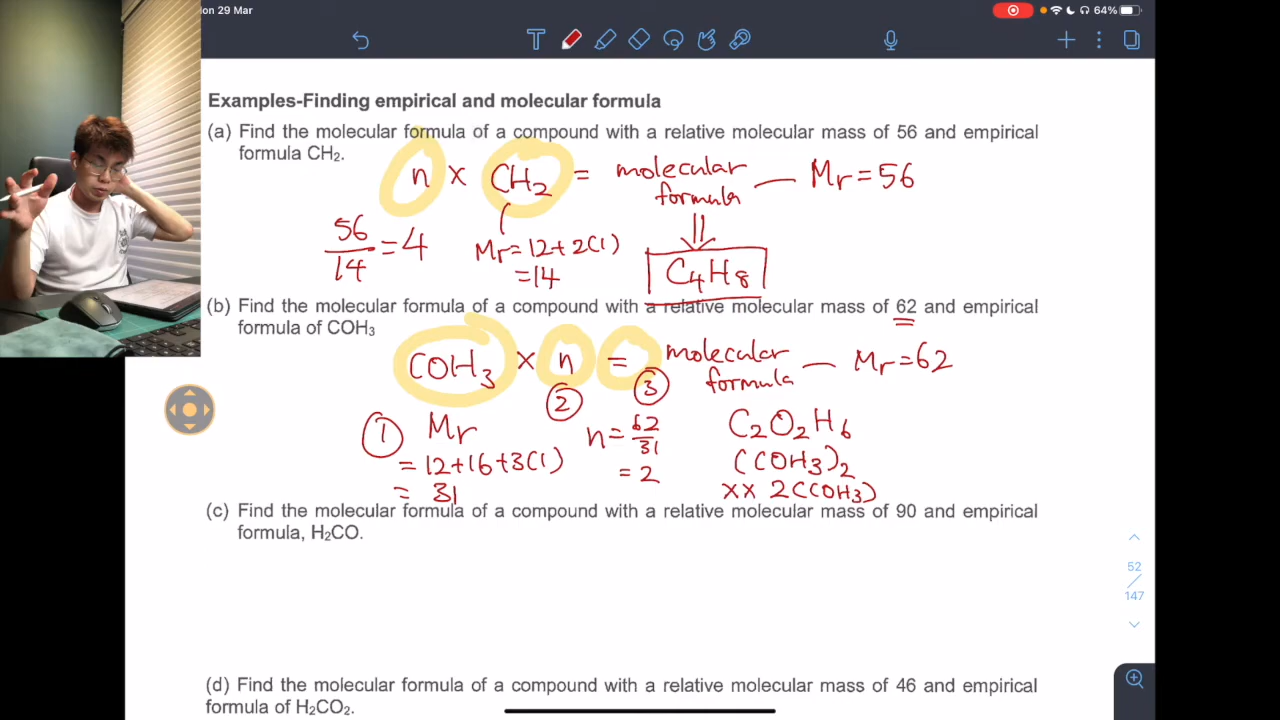 on 29 Mar
64%
Examples-Finding empirical and molecular formula
(a) Find the molecular formula of a compound with a relative molecular mass of 56 and empirical
formula CH₂.
n × CH₂ = molecular
formula — Mr = 56
56/14 = 4
Mr = 12 + 2(1)
= 14
C₄H₈
(b) Find the molecular formula of a compound with a relative molecular mass of 62 and empirical
formula of COH₃
COH₃ × n = molecular
formula — Mr = 62
② ③
① Mr
= 12 + 16 + 3(1)
= 31
n = 62/31
= 2
C₂O₂H₆
(COH₃)₂
×× 2(COH₃)
(c) Find the molecular formula of a compound with a relative molecular mass of 90 and empirical
formula, H₂CO.
52
/
147
(d) Find the molecular formula of a compound with a relative molecular mass of 46 and empirical
formula of H₂CO₂.